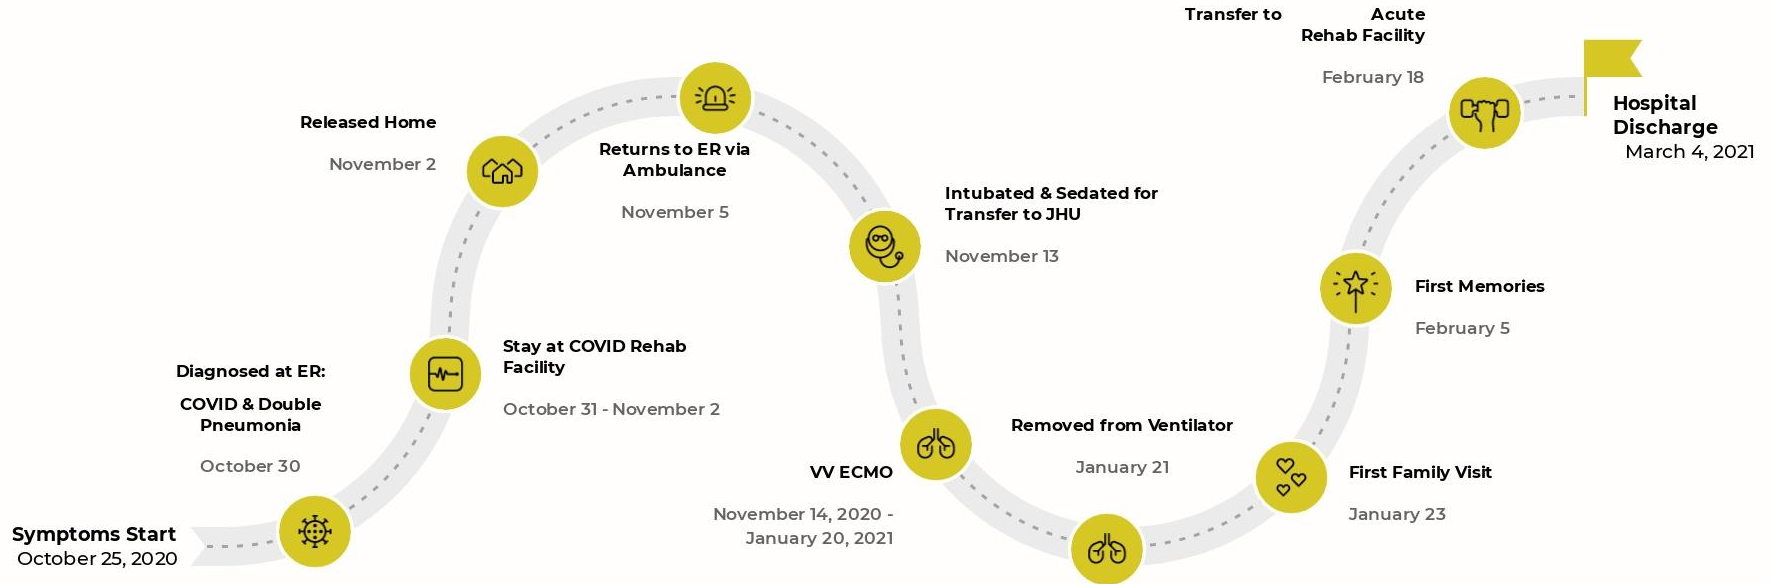 Symptoms Start
October 25, 2020
Diagnosed at ER:
COVID & Double
Pneumonia
October 30
Stay at COVID Rehab
Facility
October 31 - November 2
Released Home
November 2
Returns to ER via
Ambulance
November 5
Intubated & Sedated for
Transfer to JHU
November 13
VV ECMO
November 14, 2020 -
January 20, 2021
Removed from Ventilator
January 21
First Family Visit
January 23
First Memories
February 5
Transfer to Acute
Rehab Facility
February 18
Hospital
Discharge
March 4, 2021